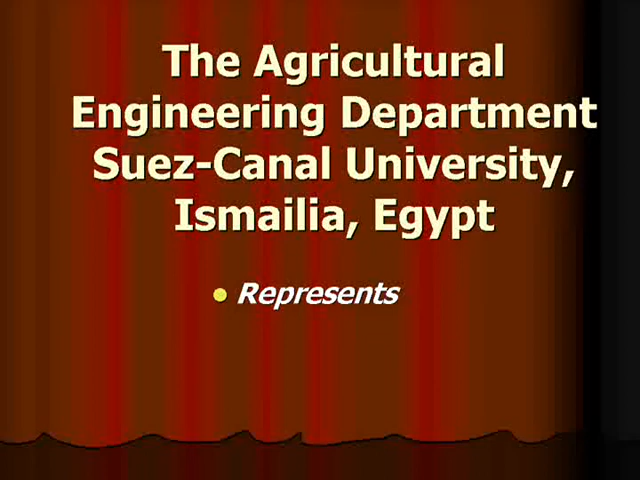 The Agricultural
Engineering Department
Suez-Canal University,
Ismailia, Egypt
Represents